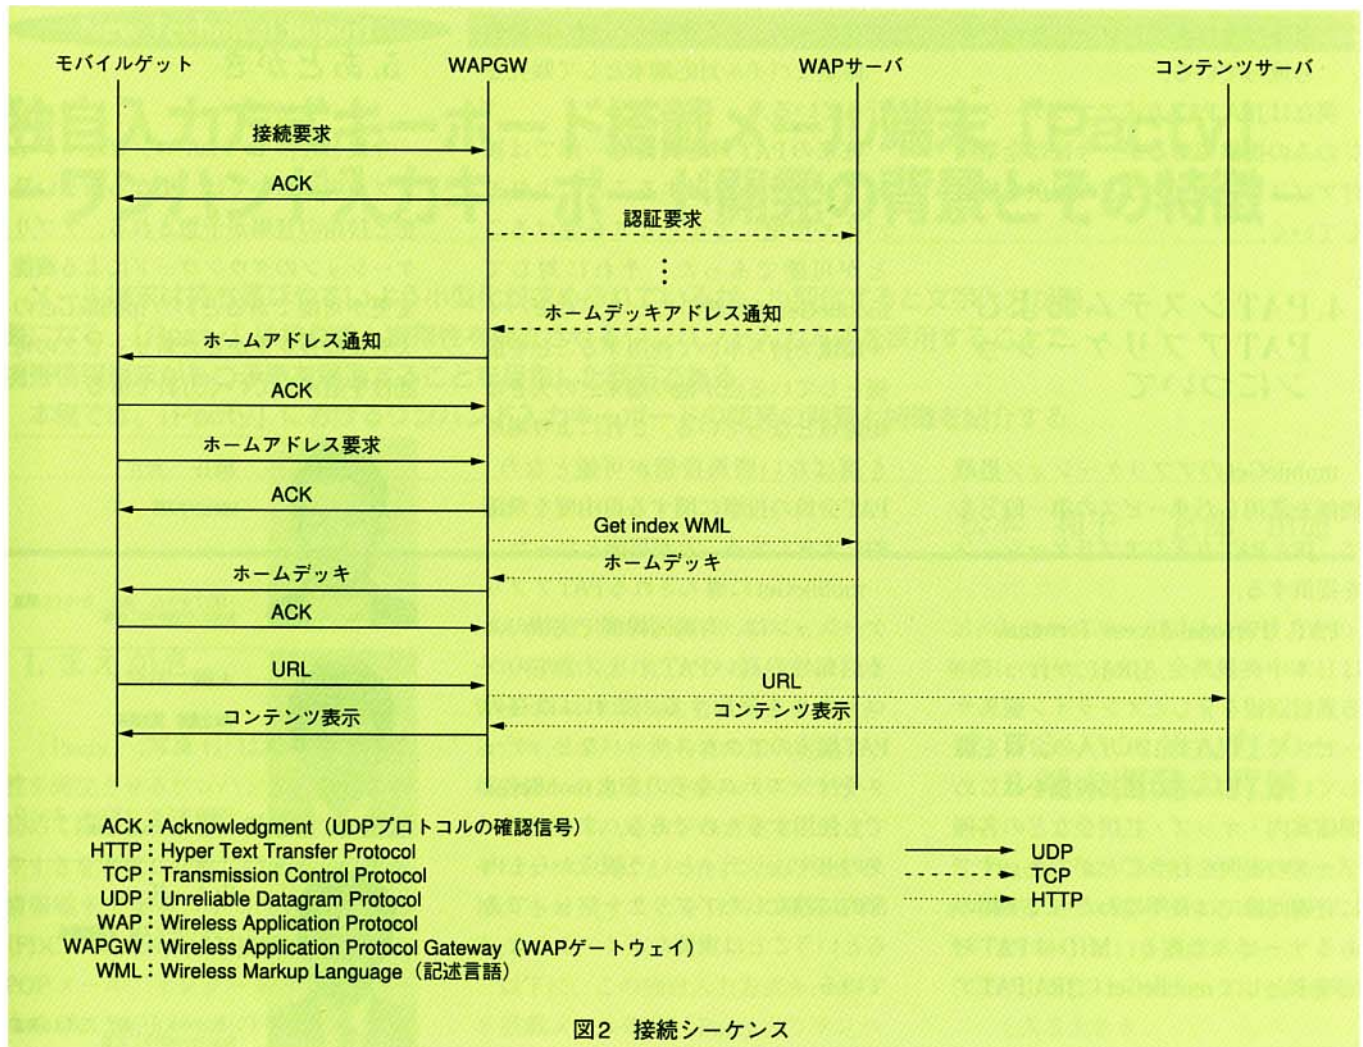 モバイルゲット WAPGW WAPサーバ コンテンツサーバ
接続要求
ACK
認証要求
ホームデッキアドレス通知
ホームアドレス通知
ACK
ホームアドレス要求
ACK
Get index WML
ホームデッキ ホームデッキ
ACK
URL URL
コンテンツ表示 コンテンツ表示
ACK：Acknowledgment（UDPプロトコルの確認信号）
HTTP：Hyper Text Transfer Protocol
TCP：Transmission Control Protocol
UDP：Unreliable Datagram Protocol
WAP：Wireless Application Protocol
WAPGW：Wireless Application Protocol Gateway（WAPゲートウェイ）
WML：Wireless Markup Language（記述言語）
UDP
TCP
HTTP
図2 接続シーケンス